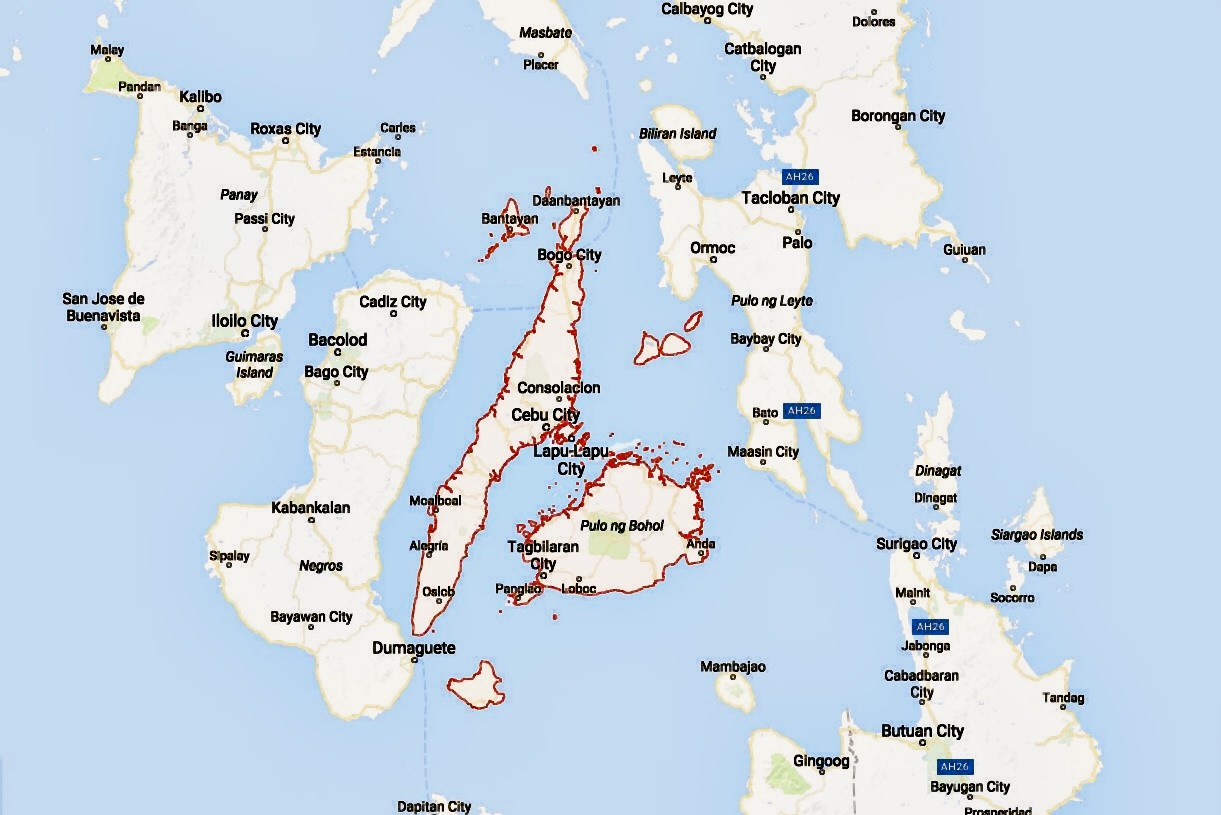 Calbayog City
Dolores
Masbate
Placer
Catbalogan
City
Malay
Pandan
Kalibo
Banga
Roxas City
Carles
Estancia
Borongan City
Biliran Island
Leyte
AH26
Tacloban City
Palo
Panay
Passi City
Daanbantayan
Bantayan
Bogo City
Ormoc
Guiuan
San Jose de
Buenavista
Iloilo City
Guimaras
Island
Cadiz City
Bacolod
Bago City
Pulo ng Leyte
Baybay City
Consolacion
Cebu City
Lapu-Lapu
City
Bato
AH26
Maasin City
Dinagat
Dinagat
Kabankalan
Moalboal
Pulo ng Bohol
Sipalay
Negros
Alegria
Tagbilaran
City
Anda
Surigao City
Siargao Islands
Dapa
Oslob
Panglao
Loboc
Mainit
Socorro
Bayawan City
Dumaguete
AH26
Jabonga
Mambajao
Cabadbaran
City
Tandag
Butuan City
Gingoog
AH26
Bayugan City
Dapitan City
Prosperidad